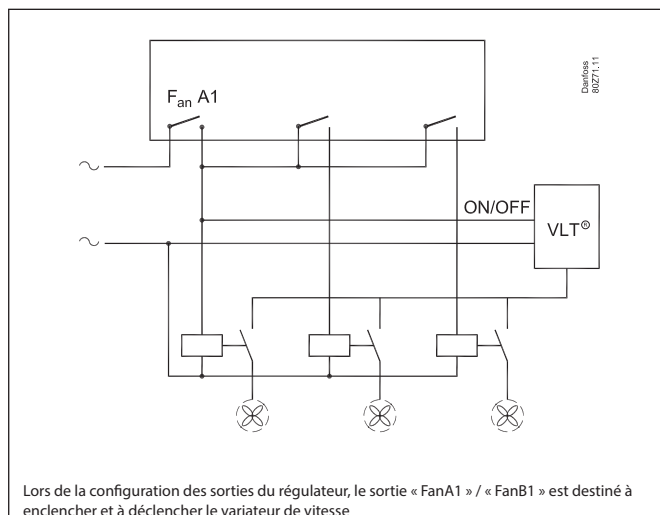 Danfoss
80Z71.11
Fan A1
ON/OFF
VLT®
Lors de la configuration des sorties du régulateur, le sortie « FanA1 » / « FanB1 » est destiné à
enclencher et à déclencher le variateur de vitesse